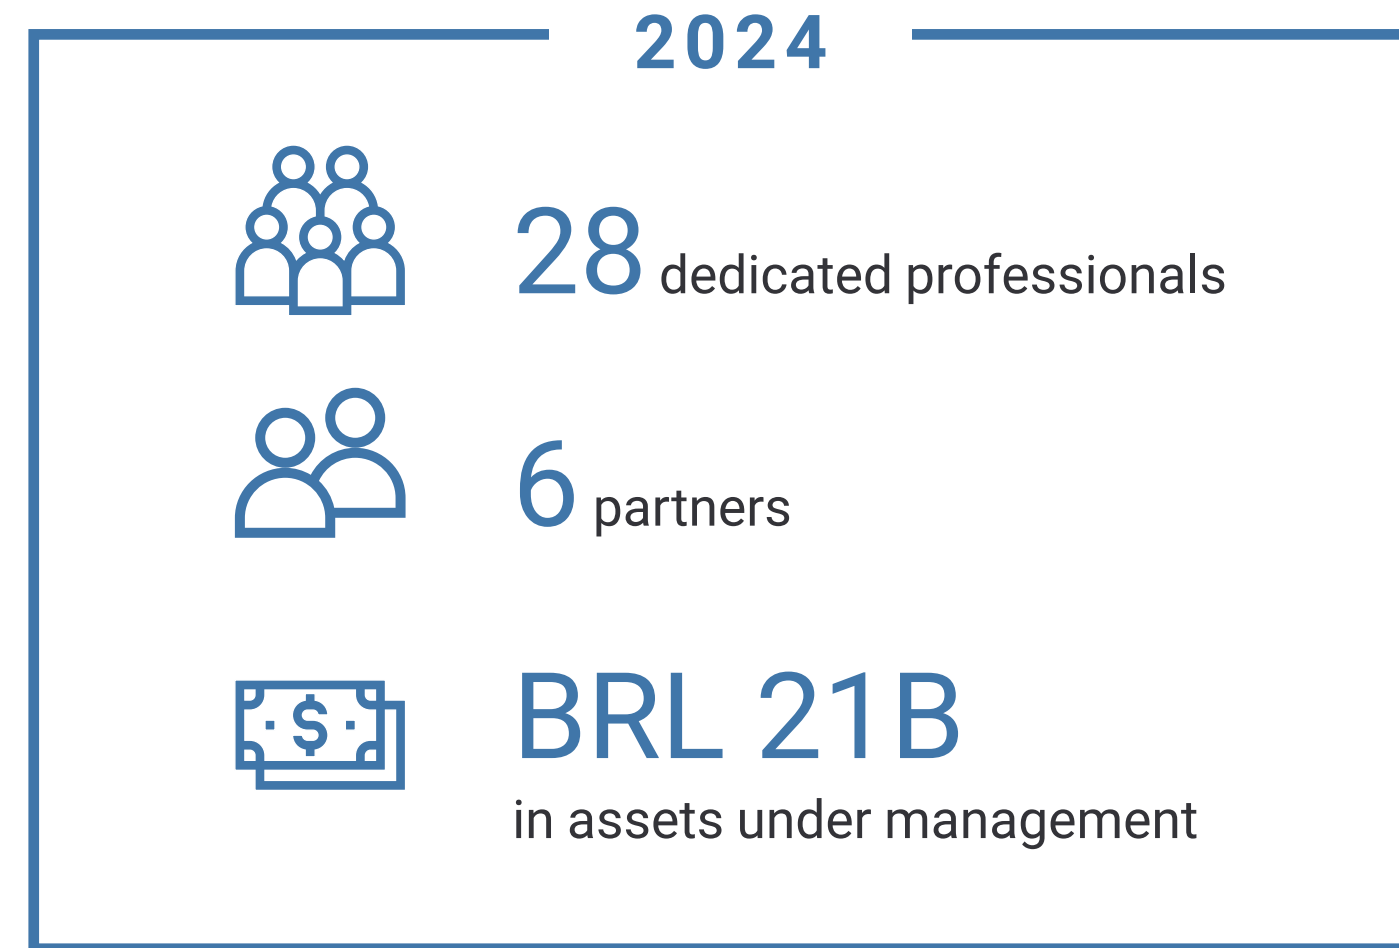 2024
28 dedicated professionals
6 partners
$
BRL 21B
in assets under management